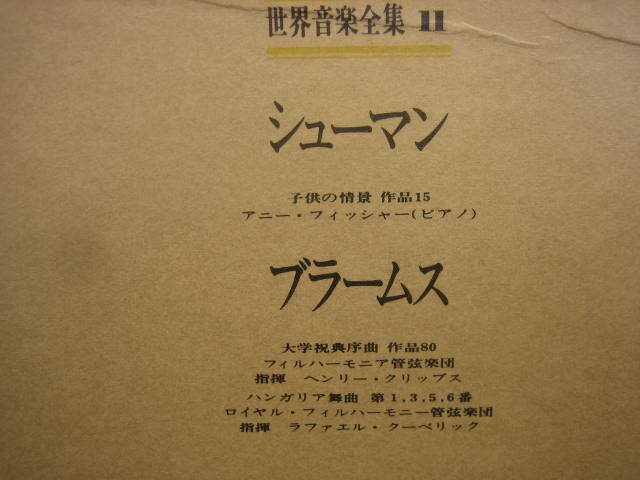 世界音楽全集 11
シューマン
子供の情景 作品15
アニー・フィッシャー(ピアノ)
ブラームス
大学祝典序曲 作品80
フィルハーモニア管弦楽団
指揮 ヘンリー・クリップス
ハンガリア舞曲 第1,3,5,6番
ロイヤル・フィルハーモニー管弦楽団
指揮 ラファエル・クーベリック